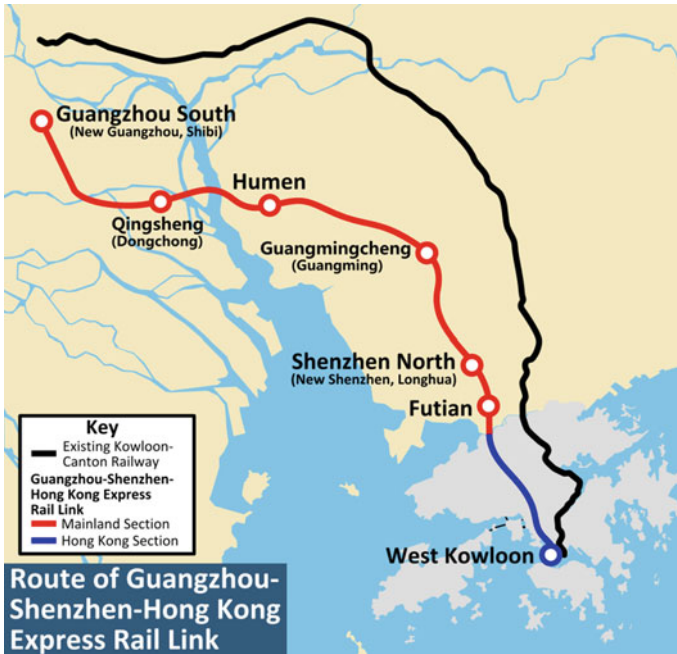 Guangzhou South
(New Guangzhou, Shibi)
Humen
Qingsheng
(Dongchong)
Guangmingcheng
(Guangming)
Shenzhen North
(New Shenzhen, Longhua)
Futian
West Kowloon
Key
Existing Kowloon-
Canton Railway
Guangzhou-Shenzhen-
Hong Kong Express
Rail Link
Mainland Section
Hong Kong Section
Route of Guangzhou-
Shenzhen-Hong Kong
Express Rail Link